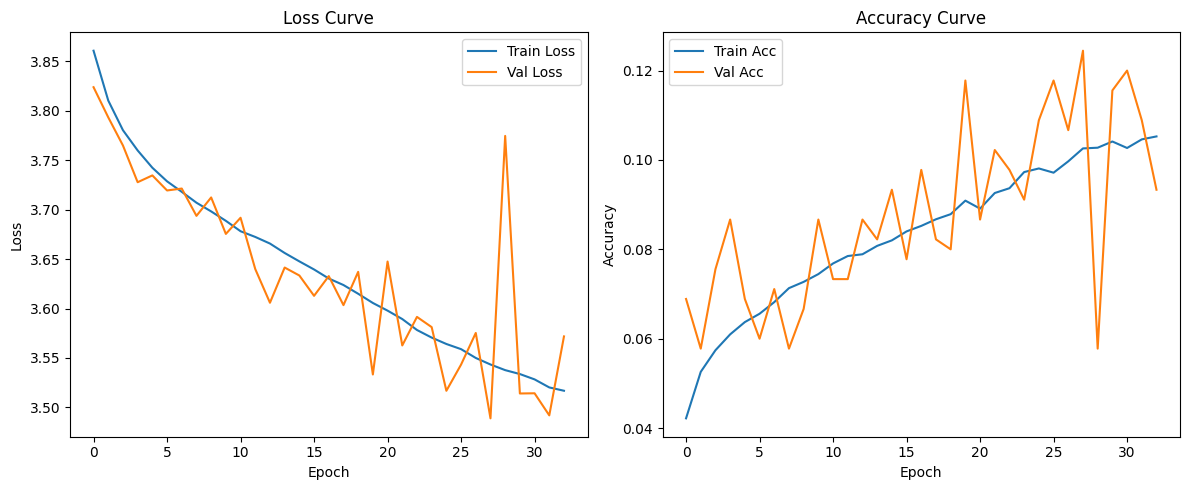 Loss Curve
Train Loss
Val Loss
3.85
3.80
3.75
3.70
3.65
3.60
3.55
3.50
Loss
0 5 10 15 20 25 30
Epoch
Accuracy Curve
Train Acc
Val Acc
0.12
0.10
0.08
0.06
0.04
Accuracy
0 5 10 15 20 25 30
Epoch